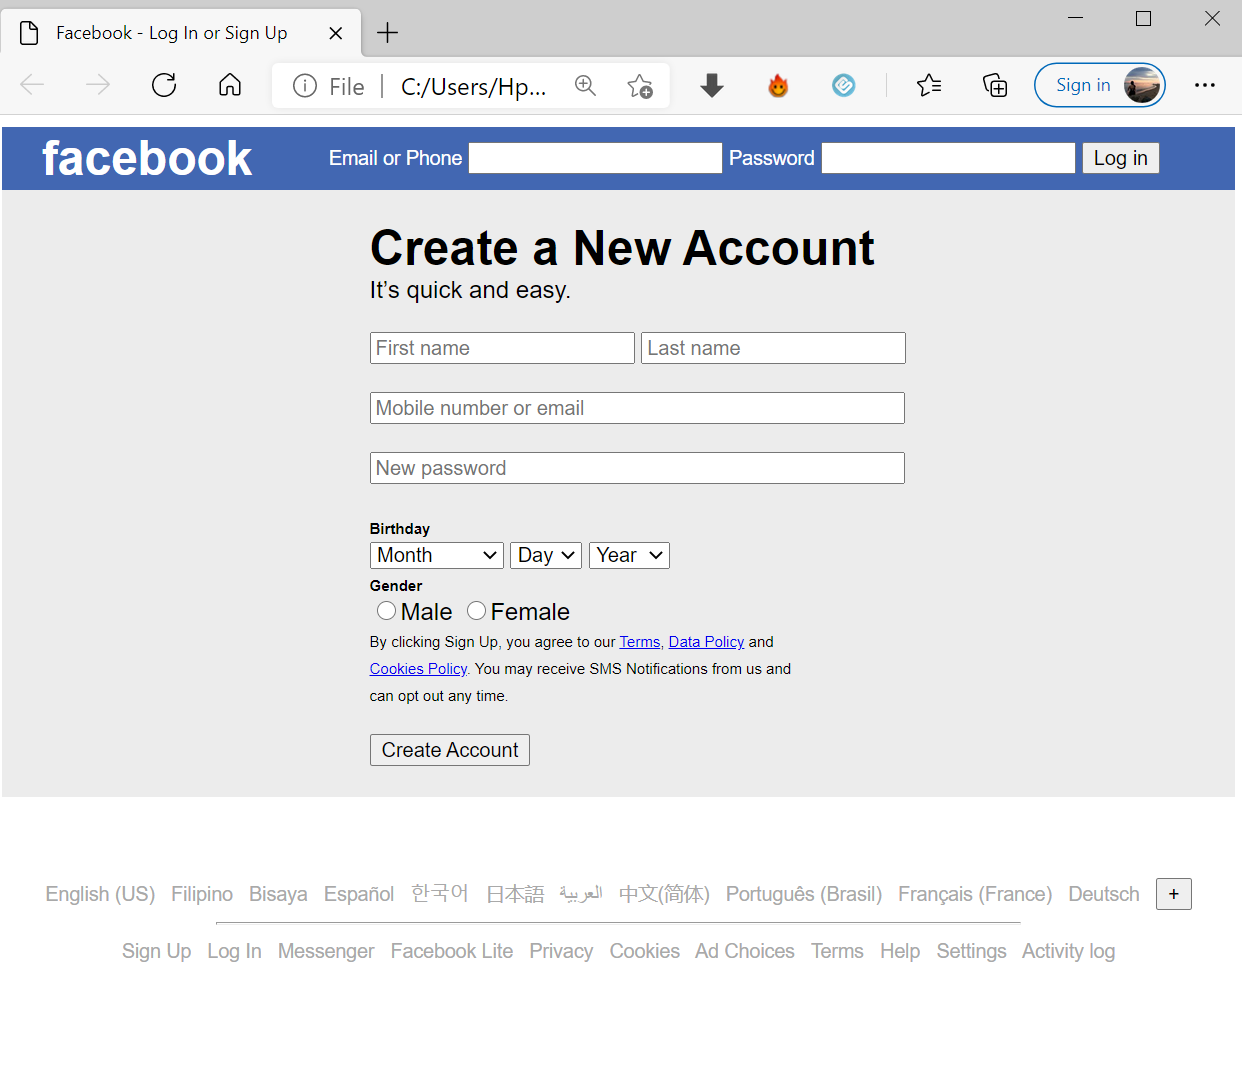 Facebook - Log In or Sign Up
File | C:/Users/Hp... Sign in
facebook Email or Phone Password Log in
Create a New Account
It’s quick and easy.
First name Last name
Mobile number or email
New password
Birthday
Month Day Year
Gender
Male Female
By clicking Sign Up, you agree to our Terms, Data Policy and
Cookies Policy. You may receive SMS Notifications from us and
can opt out any time.
Create Account
English (US) Filipino Bisaya Español 한국어 日本語 العربية 中文(简体) Português (Brasil) Français (France) Deutsch +
Sign Up Log In Messenger Facebook Lite Privacy Cookies Ad Choices Terms Help Settings Activity log